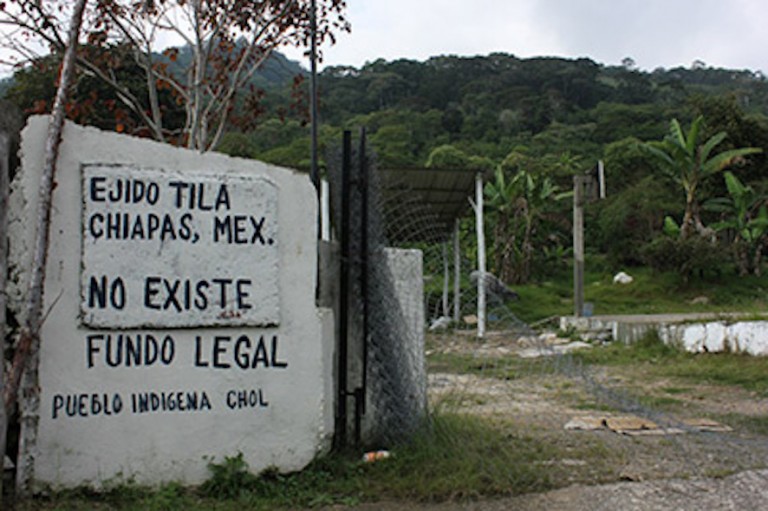 EJIDO TILA
CHIAPAS, MEX.
NO EXISTE
FUNDO LEGAL
PUEBLO INDIGENA CHOL